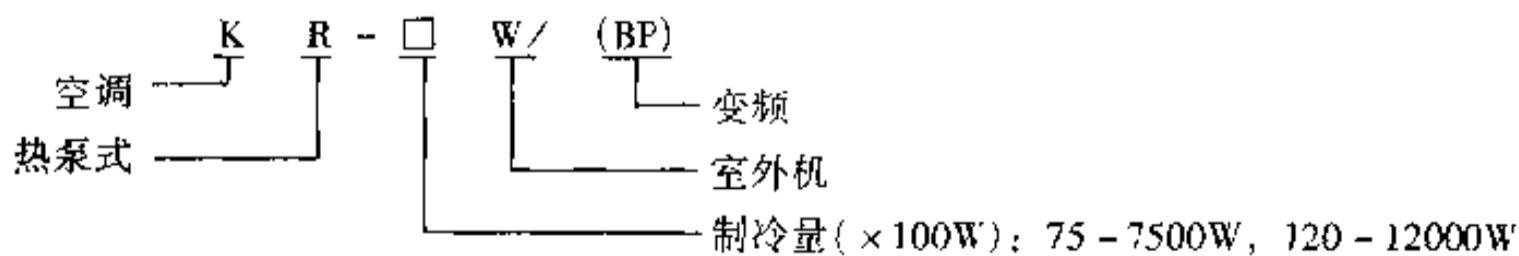 K R - □ W/ (BP)
空调
变频
热泵式
室外机
制冷量(×100W): 75-7500W, 120-12000W